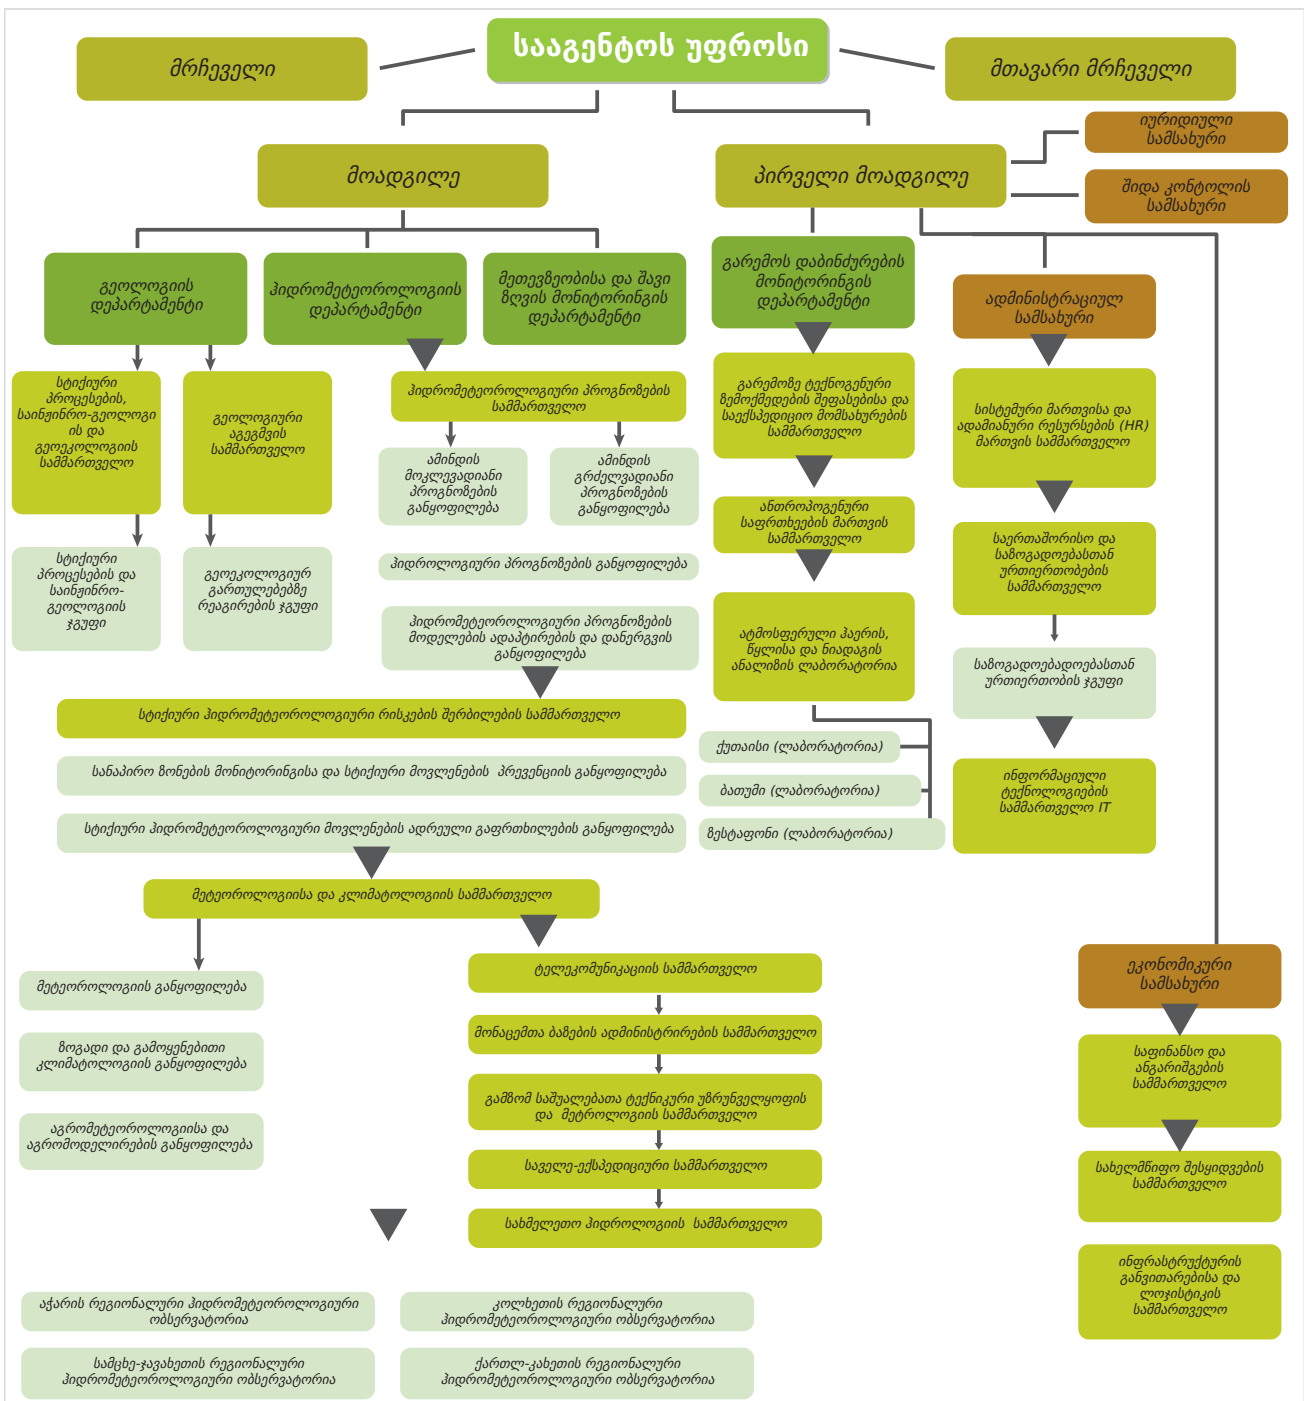 სააგენტოს უფროსი
მრჩეველი
მთავარი მრჩეველი
იურიდიული
სამსახური
მოადგილე
პირველი მოადგილე
შიდა კონტოლის
სამსახური
გეოლოგიის
დეპარტამენტი
ჰიდრომეტეოროლოგიის
დეპარტამენტი
მეთევზეობისა და შავი
ზღვის მონიტორინგის
დეპარტამენტი
გარემოს დაბინძურების
მონიტორინგის
დეპარტამენტი
ადმინისტრაციულ
სამსახური
სტიქიური
პროცესების,
საინჟინრო-გეოლოგი
ის და
გეოეკოლოგიის
სამმართველო
გეოლოგიური
აგეგმვის
სამმართველო
ჰიდრომეტეოროლოგიური პროგნოზების
სამმართველო
გარემოზე ტექნოგენური
ზემოქმედების შეფასებისა და
საექსპედიციო მომსახურების
სამმართველო
სისტემური მართვისა და
ადამიანური რესურსების (HR)
მართვის სამმართველო
ამინდის
მოკლევადიანი
პროგნოზების
განყოფილება
ამინდის
გრძელვადიანი
პროგნოზების
განყოფილება
ანთროპოგენური
საფრთხეების მართვის
სამმართველო
საერთაშორისო და
საზოგადოებასთან
ურთიერთობების
სამმართველო
სტიქიური
პროცესების და
საინჟინრო-
გეოლოგიის
ჯგუფი
გეოეკოლოგიურ
გართულებებზე
რეაგირების ჯგუფი
ჰიდროლოგიური პროგნოზების განყოფილება
ჰიდრომეტეოროლოგიური პროგნოზების
მოდელების ადაპტირების და დანერგვის
განყოფილება
ატმოსფერული ჰაერის,
წყლისა და ნიადაგის
ანალიზის ლაბორატორია
საზოგადოებადოებასთან
ურთიერთობის ჯგუფი
სტიქიური ჰიდრომეტეოროლოგიური რისკების შერბილების სამმართველო
ქუთაისი (ლაბორატორია)
სანაპირო ზონების მონიტორინგისა და სტიქიური მოვლენების  პრევენციის განყოფილება
ბათუმი (ლაბორატორია)
ინფორმაციული
ტექნოლოგიების
სამმართველო IT
სტიქიური ჰიდრომეტეოროლოგიური მოვლენების ადრეული გაფრთხილების განყოფილება
ზესტაფონი (ლაბორატორია)
მეტეოროლოგიისა და კლიმატოლოგიის სამმართველო
ტელეკომუნიკაციის სამმართველო
ეკონომიკური
სამსახური
მეტეოროლოგიის განყოფილება
მონაცემთა ბაზების ადმინისტრირების სამმართველო
ზოგადი და გამოყენებითი
კლიმატოლოგიის განყოფილება
საფინანსო და
ანგარიშგების
სამმართველო
გამზომ საშუალებათა ტექნიკური უზრუნველყოფის
და  მეტროლოგიის სამმართველო
აგრომეტეოროლოგიისა და
აგრომოდელირების განყოფილება
საველე-ექსპედიციური სამმართველო
სახელმწიფო შესყიდვების
სამმართველო
სახმელეთო ჰიდროლოგიის  სამმართველო
ინფრასტრუქტურის
განვითარებისა და
ლოჯისტიკის
სამმართველო
აჭარის რეგიონალური ჰიდრომეტეოროლოგიური
ობსერვატორია
კოლხეთის რეგიონალური
ჰიდრომეტეოროლოგიური ობსერვატორია
სამცხე-ჯავახეთის რეგიონალური
ჰიდრომეტეოროლოგიური ობსერვატორია
ქართლ-კახეთის რეგიონალური
ჰიდრომეტეოროლოგიური ობსერვატორია